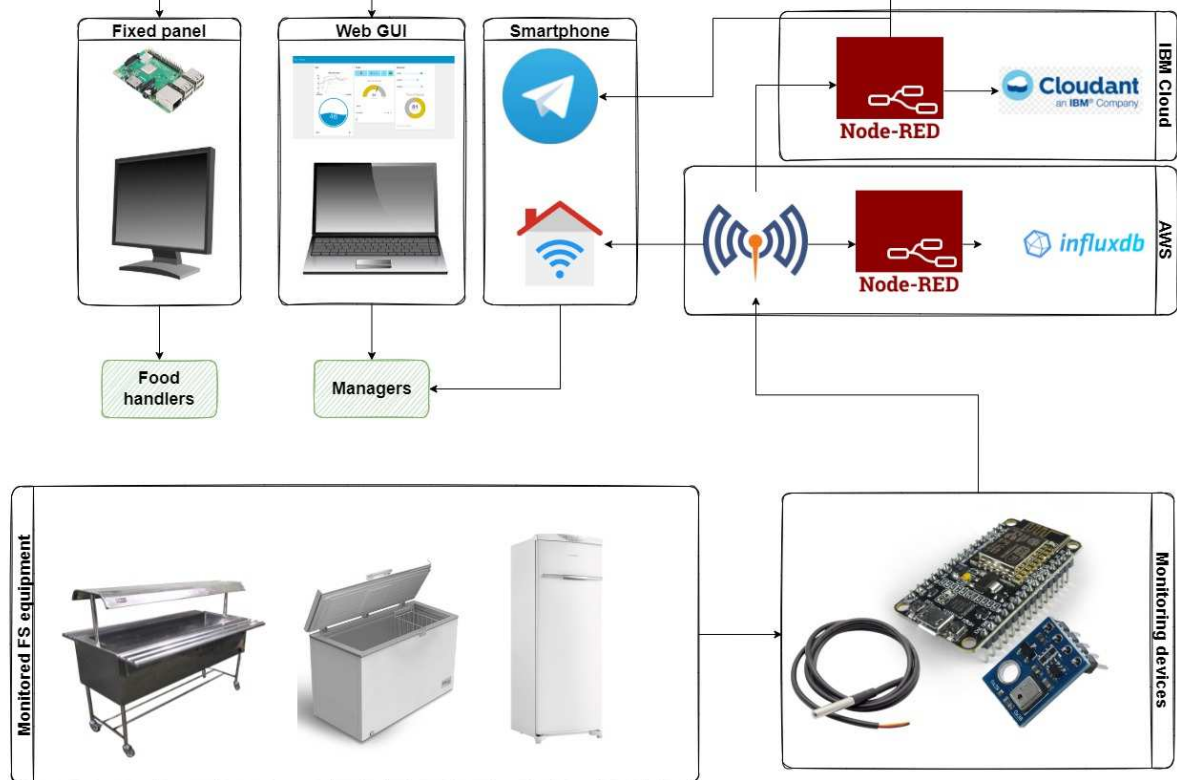 Fixed panel
Web GUI
Smartphone
Node-RED
Cloudant
an IBM® Company
IBM Cloud
Node-RED
influxdb
AWS
Food
handlers
Managers
Monitored FS equipment
Monitoring devices